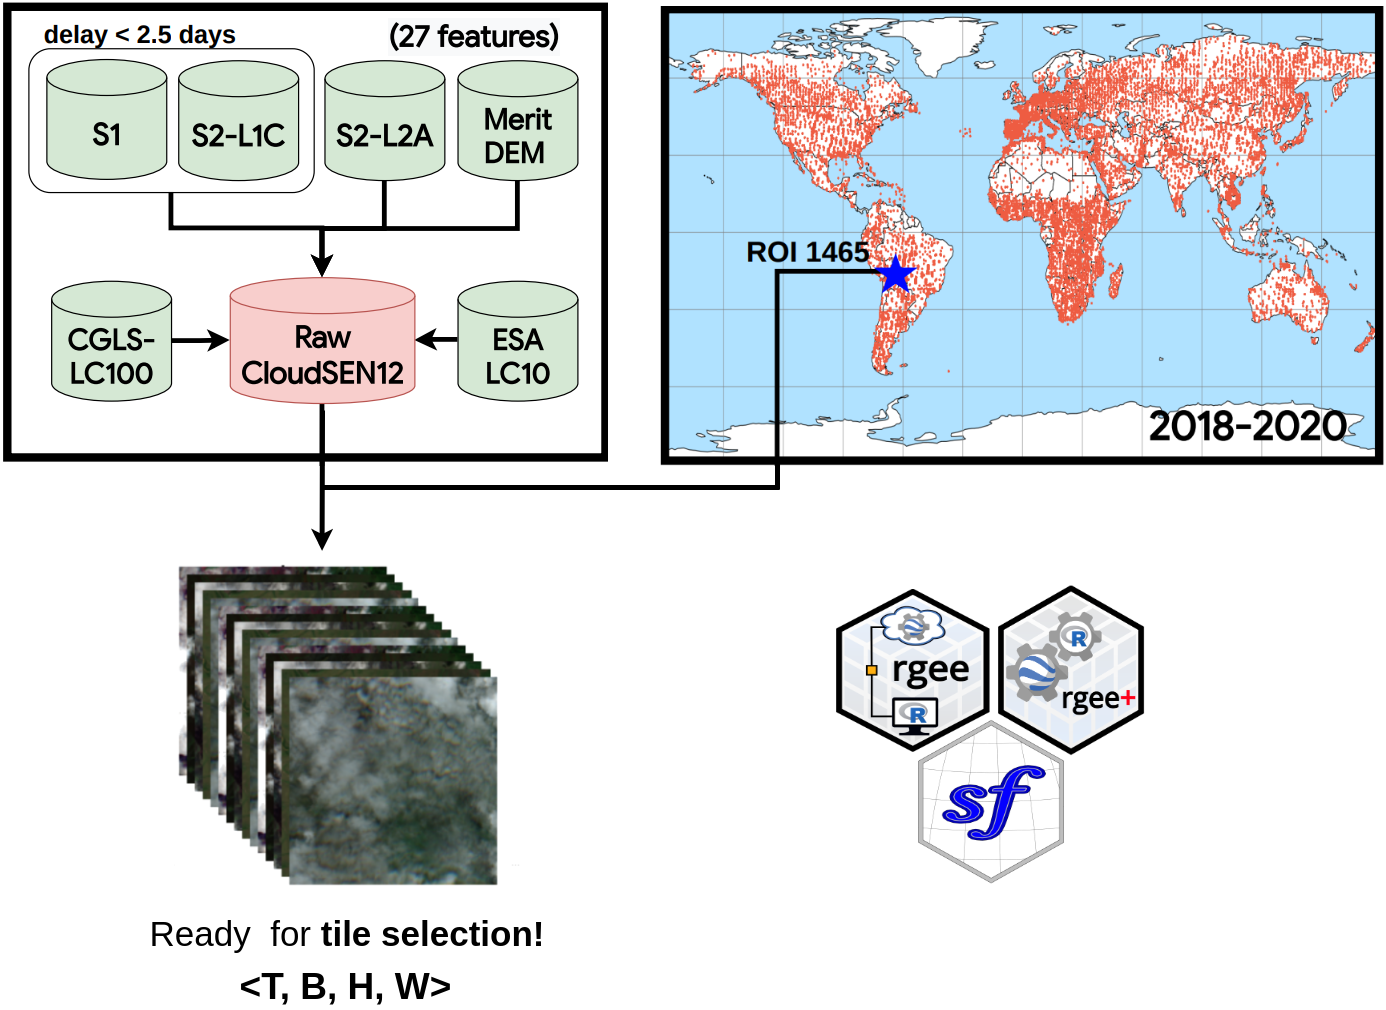 delay < 2.5 days
(27 features)
S1
S2-L1C
S2-L2A
Merit
DEM
CGLS-
LC100
Raw
CloudSEN12
ESA
LC10
ROI 1465
2018-2020
Ready for tile selection!
<T, B, H, W>
rgee
R
R
rgee+
sf